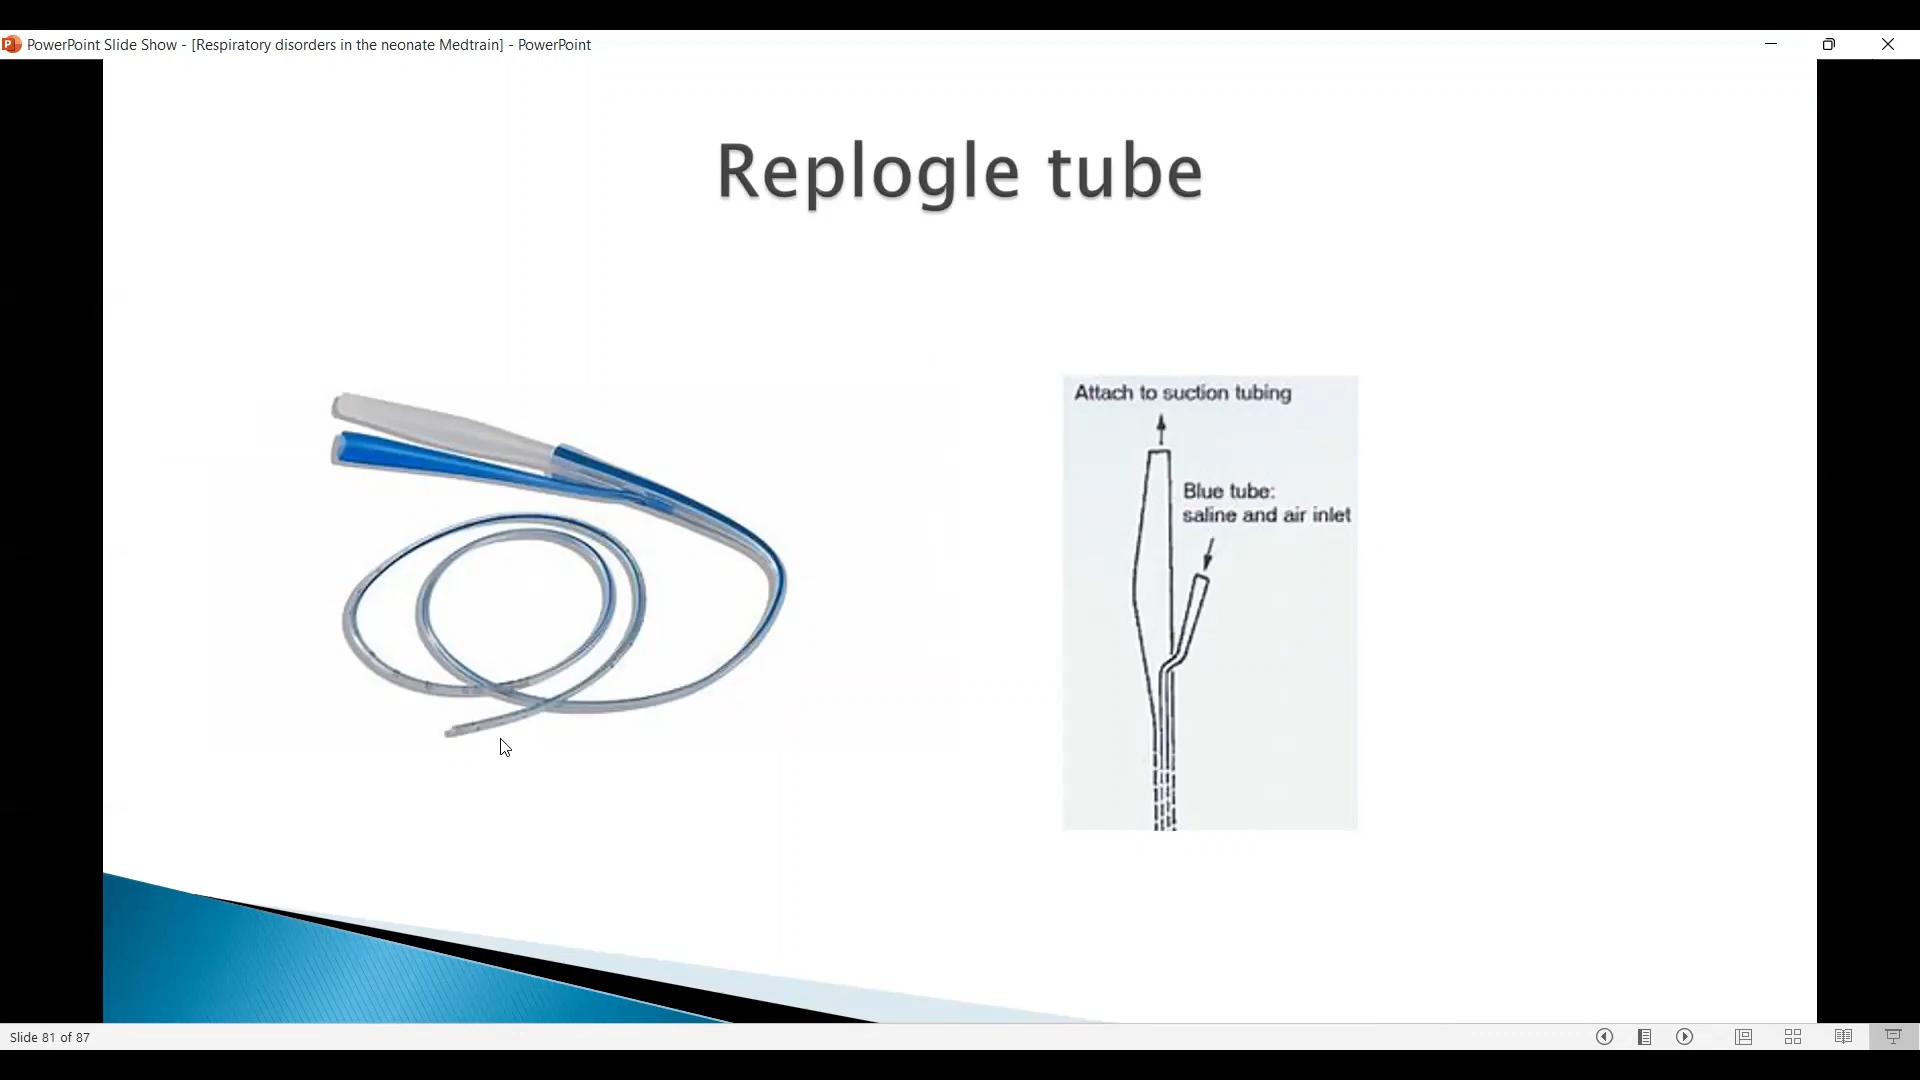 PowerPoint Slide Show - [Respiratory disorders in the neonate Medtrain] - PowerPoint
Replogle tube
Attach to suction tubing
Blue tube:
saline and air inlet
Slide 81 of 87